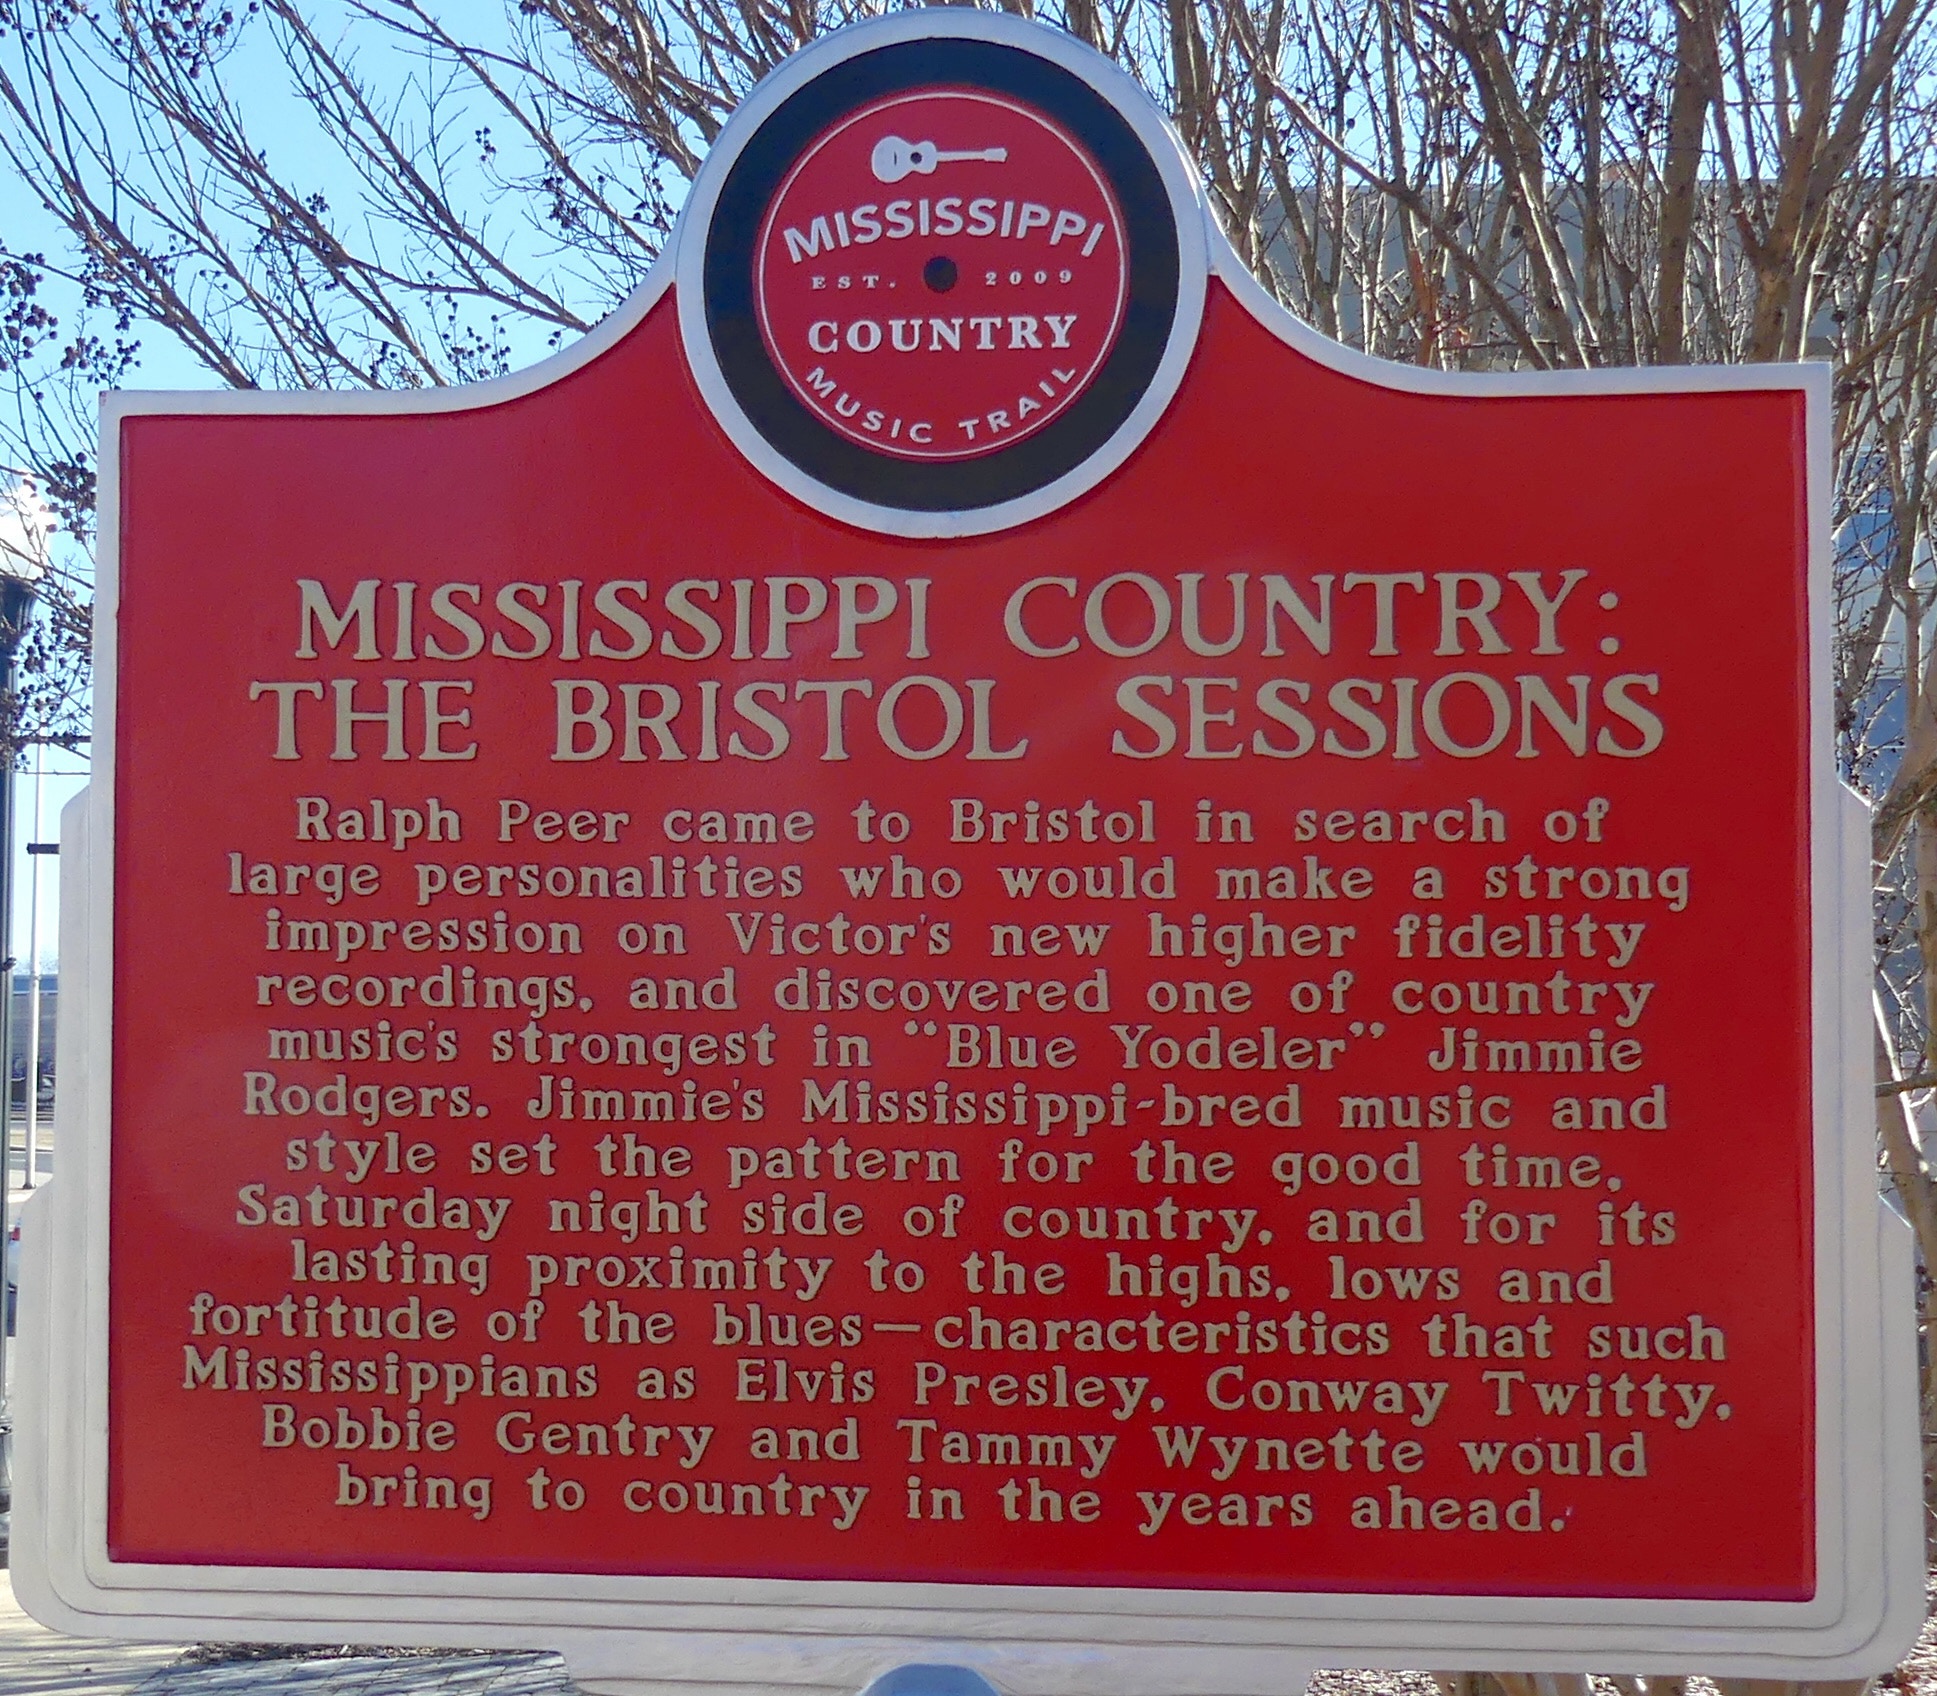 MISSISSIPPI
EST. 2009
COUNTRY
MUSIC TRAIL
MISSISSIPPI COUNTRY:
THE BRISTOL SESSIONS
Ralph Peer came to Bristol in search of
large personalities who would make a strong
impression on Victor's new higher fidelity
recordings, and discovered one of country
music's strongest in “Blue Yodeler” Jimmie
Rodgers. Jimmie's Mississippi-bred music and
style set the pattern for the good time,
Saturday night side of country, and for its
lasting proximity to the highs, lows and
fortitude of the blues—characteristics that such
Mississippians as Elvis Presley, Conway Twitty,
Bobbie Gentry and Tammy Wynette would
bring to country in the years ahead.